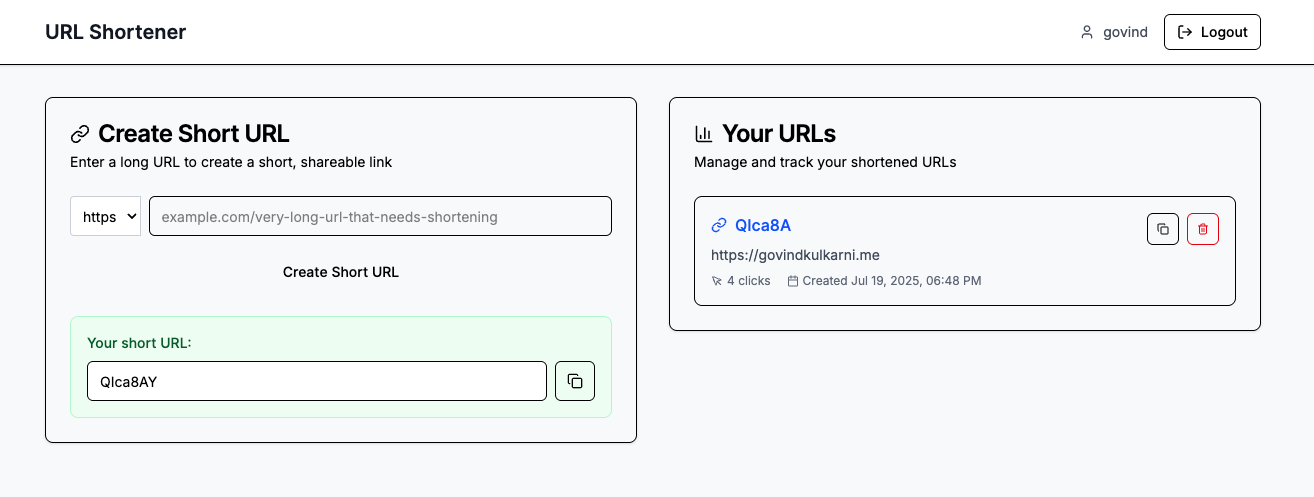 URL Shortener
govind
Logout
Create Short URL
Enter a long URL to create a short, shareable link
https
example.com/very-long-url-that-needs-shortening
Create Short URL
Your short URL:
Qlca8AY
Your URLs
Manage and track your shortened URLs
Qlca8A
https://govindkulkarni.me
4 clicks
Created Jul 19, 2025, 06:48 PM